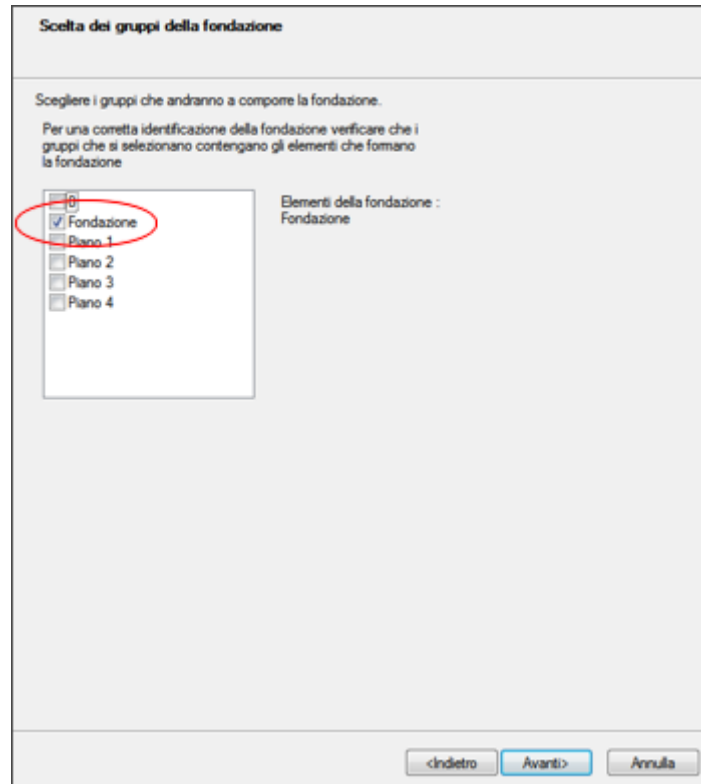 Scelta dei gruppi della fondazione
Scegliere i gruppi che andranno a comporre la fondazione.
Per una corretta identificazione della fondazione verificare che i
gruppi che si selezionano contengano gli elementi che formano
la fondazione
0
Fondazione
Piano 1
Piano 2
Piano 3
Piano 4
Elementi della fondazione :
Fondazione
<Indietro
Avanti>
Annulla